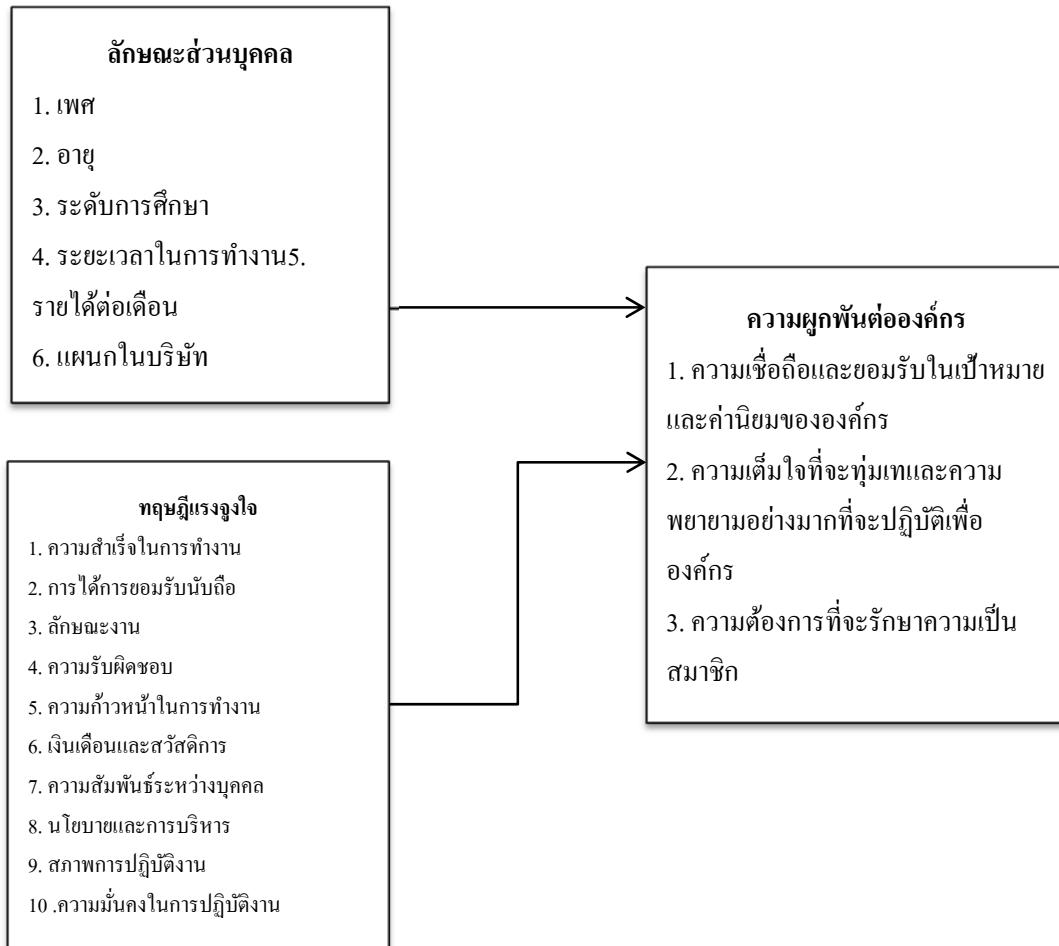 ลักษณะส่วนบุคคล
1. เพศ
2. อายุ
3. ระดับการศึกษา
4. ระยะเวลาในการทำงาน5.
รายได้ต่อเดือน
6. แผนกในบริษัท
ทฤษฎีแรงจูงใจ
1. ความสำเร็จในการทำงาน
2. การได้การยอมรับนับถือ
3. ลักษณะงาน
4. ความรับผิดชอบ
5. ความก้าวหน้าในการทำงาน
6. เงินเดือนและสวัสดิการ
7. ความสัมพันธ์ระหว่างบุคคล
8. นโยบายและการบริหาร
9. สภาพการปฏิบัติงาน
10 .ความมั่นคงในการปฏิบัติงาน
ความผูกพันต่อองค์กร
1. ความเชื่อถือและยอมรับในเป้าหมาย
และค่านิยมขององค์กร
2. ความเต็มใจที่จะทุ่มเทและความ
พยายามอย่างมากที่จะปฏิบัติเพื่อ
องค์กร
3. ความต้องการที่จะรักษาความเป็น
สมาชิก